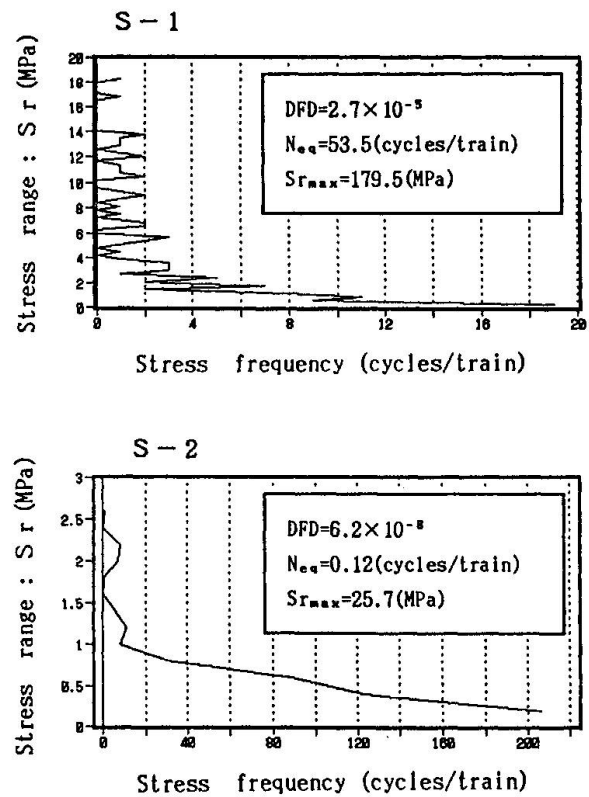 S-1
Stress range : Sr (MPa)
20
18
16
14
12
10
8
6
4
2
0
DFD=2.7×10⁻⁵
Neq=53.5(cycles/train)
Srmax=179.5(MPa)
0 4 8 12 16 20
Stress frequency (cycles/train)
S-2
Stress range : Sr (MPa)
3
2.5
2
1.5
1
0.5
0
DFD=6.2×10⁻⁸
Neq=0.12(cycles/train)
Srmax=25.7(MPa)
0 40 80 120 160 200
Stress frequency (cycles/train)